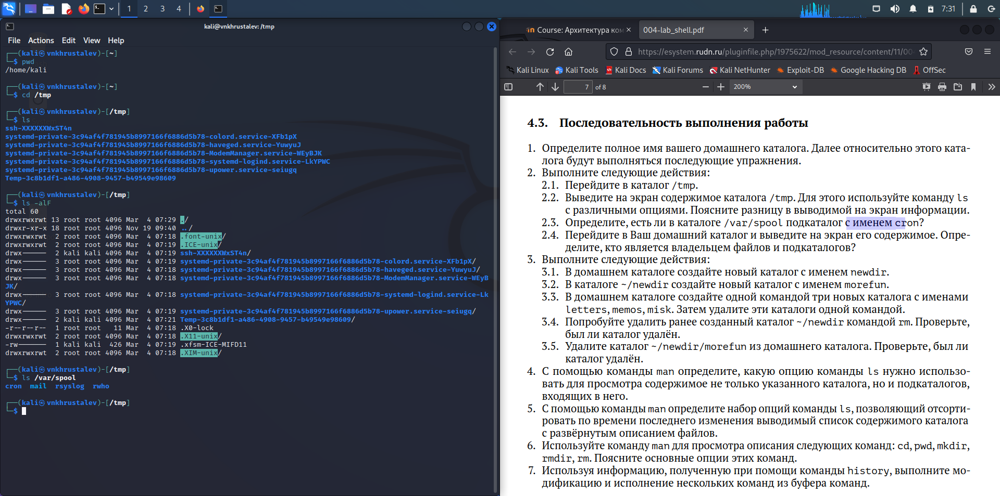 1 2 3 4
7:31
kali@vnkhrustalev: /tmp
File Actions Edit View Help
┌──(kali㉿vnkhrustalev)-[~]
└─$ pwd
/home/kali
┌──(kali㉿vnkhrustalev)-[~]
└─$ cd /tmp
┌──(kali㉿vnkhrustalev)-[/tmp]
└─$ ls
ssh-XXXXXXWxST4n
systemd-private-3c94af4f781945b8997166f6886d5b78-colord.service-XFb1pX
systemd-private-3c94af4f781945b8997166f6886d5b78-haveged.service-YuwyuJ
systemd-private-3c94af4f781945b8997166f6886d5b78-ModemManager.service-WEyBJK
systemd-private-3c94af4f781945b8997166f6886d5b78-systemd-logind.service-LkYPWC
systemd-private-3c94af4f781945b8997166f6886d5b78-upower.service-seiugq
Temp-3c8b1df1-a486-4908-9457-b49549e98609
┌──(kali㉿vnkhrustalev)-[/tmp]
└─$ ls -alF
total 60
drwxrwxrwt 13 root root 4096 Mar  4 07:29 ./
drwxr-xr-x 18 root root 4096 Nov 19 09:40 ../
drwxrwxrwt  2 root root 4096 Mar  4 07:18 .font-unix/
drwxrwxrwt  2 root root 4096 Mar  4 07:19 .ICE-unix/
drwx------  2 kali kali 4096 Mar  4 07:19 ssh-XXXXXXWxST4n/
drwx------  3 root root 4096 Mar  4 07:19 systemd-private-3c94af4f781945b8997166f6886d5b78-colord.service-XFb1pX/
drwx------  3 root root 4096 Mar  4 07:18 systemd-private-3c94af4f781945b8997166f6886d5b78-haveged.service-YuwyuJ/
drwx------  3 root root 4096 Mar  4 07:18 systemd-private-3c94af4f781945b8997166f6886d5b78-ModemManager.service-WEyB
JK/
drwx------  3 root root 4096 Mar  4 07:18 systemd-private-3c94af4f781945b8997166f6886d5b78-systemd-logind.service-Lk
YPWC/
drwx------  3 root root 4096 Mar  4 07:19 systemd-private-3c94af4f781945b8997166f6886d5b78-upower.service-seiugq/
drwx------  2 kali kali 4096 Mar  4 07:21 Temp-3c8b1df1-a486-4908-9457-b49549e98609/
-r--r--r--  1 root root   11 Mar  4 07:18 .X0-lock
drwxrwxrwt  2 root root 4096 Mar  4 07:18 .X11-unix/
-rw-------  1 kali kali  426 Mar  4 07:19 .xfsm-ICE-MIFD11
drwxrwxrwt  2 root root 4096 Mar  4 07:18 .XIM-unix/
┌──(kali㉿vnkhrustalev)-[/tmp]
└─$ ls /var/spool
cron  mail  rsyslog  rwho
┌──(kali㉿vnkhrustalev)-[/tmp]
└─$
Course: Архитектура ком
004-lab_shell.pdf
https://esystem.rudn.ru/pluginfile.php/1975622/mod_resource/content/11/00
Kali Linux Kali Tools Kali Docs Kali Forums Kali NetHunter Exploit-DB Google Hacking DB OffSec
7 of 8 200%
4.3. Последовательность выполнения работы
1. Определите полное имя вашего домашнего каталога. Далее относительно этого ката-
лога будут выполняться последующие упражнения.
2. Выполните следующие действия:
2.1. Перейдите в каталог /tmp.
2.2. Выведите на экран содержимое каталога /tmp. Для этого используйте команду ls
с различными опциями. Поясните разницу в выводимой на экран информации.
2.3. Определите, есть ли в каталоге /var/spool подкаталог с именем cron?
2.4. Перейдите в Ваш домашний каталог и выведите на экран его содержимое. Опре-
делите, кто является владельцем файлов и подкаталогов?
3. Выполните следующие действия:
3.1. В домашнем каталоге создайте новый каталог с именем newdir.
3.2. В каталоге ~/newdir создайте новый каталог с именем morefun.
3.3. В домашнем каталоге создайте одной командой три новых каталога с именами
letters, memos, misk. Затем удалите эти каталоги одной командой.
3.4. Попробуйте удалить ранее созданный каталог ~/newdir командой rm. Проверьте,
был ли каталог удалён.
3.5. Удалите каталог ~/newdir/morefun из домашнего каталога. Проверьте, был ли
каталог удалён.
4. С помощью команды man определите, какую опцию команды ls нужно использо-
вать для просмотра содержимое не только указанного каталога, но и подкаталогов,
входящих в него.
5. С помощью команды man определите набор опций команды ls, позволяющий отсорти-
ровать по времени последнего изменения выводимый список содержимого каталога
с развёрнутым описанием файлов.
6. Используйте команду man для просмотра описания следующих команд: cd, pwd, mkdir,
rmdir, rm. Поясните основные опции этих команд.
7. Используя информацию, полученную при помощи команды history, выполните мо-
дификацию и исполнение нескольких команд из буфера команд.